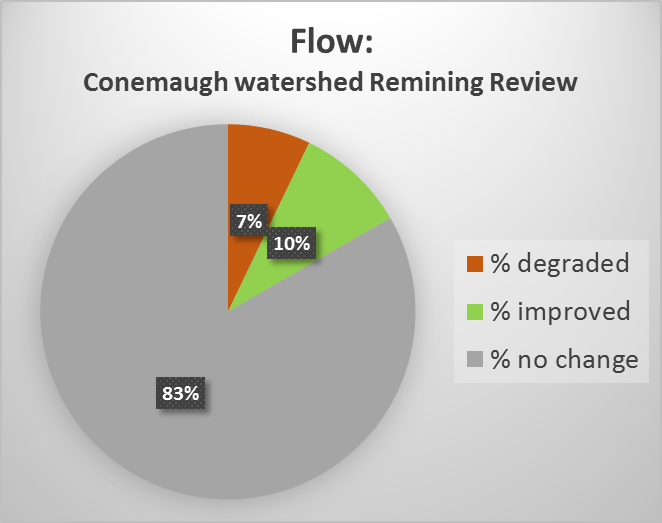 Flow:
Conemaugh watershed Remining Review
7%
10%
83%
% degraded
% improved
% no change